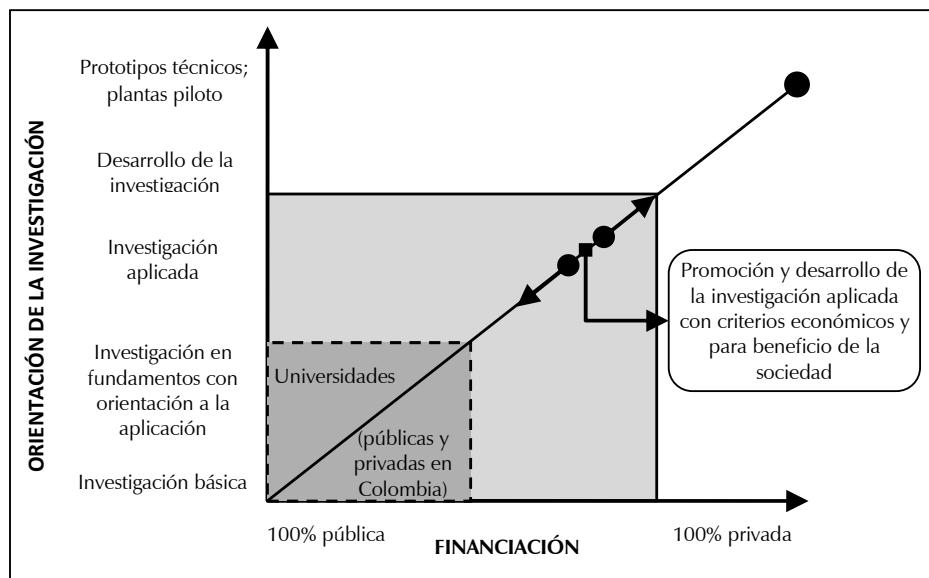 ORIENTACIÓN DE LA INVESTIGACIÓN
Prototipos técnicos;
plantas piloto
Desarrollo de la
investigación
Investigación
aplicada
Investigación en
fundamentos con
orientación a la
aplicación
Investigación básica
Universidades
(públicas y
privadas en
Colombia)
Promoción y desarrollo de
la investigación aplicada
con criterios económicos y
para beneficio de la
sociedad
100% pública
FINANCIACIÓN
100% privada